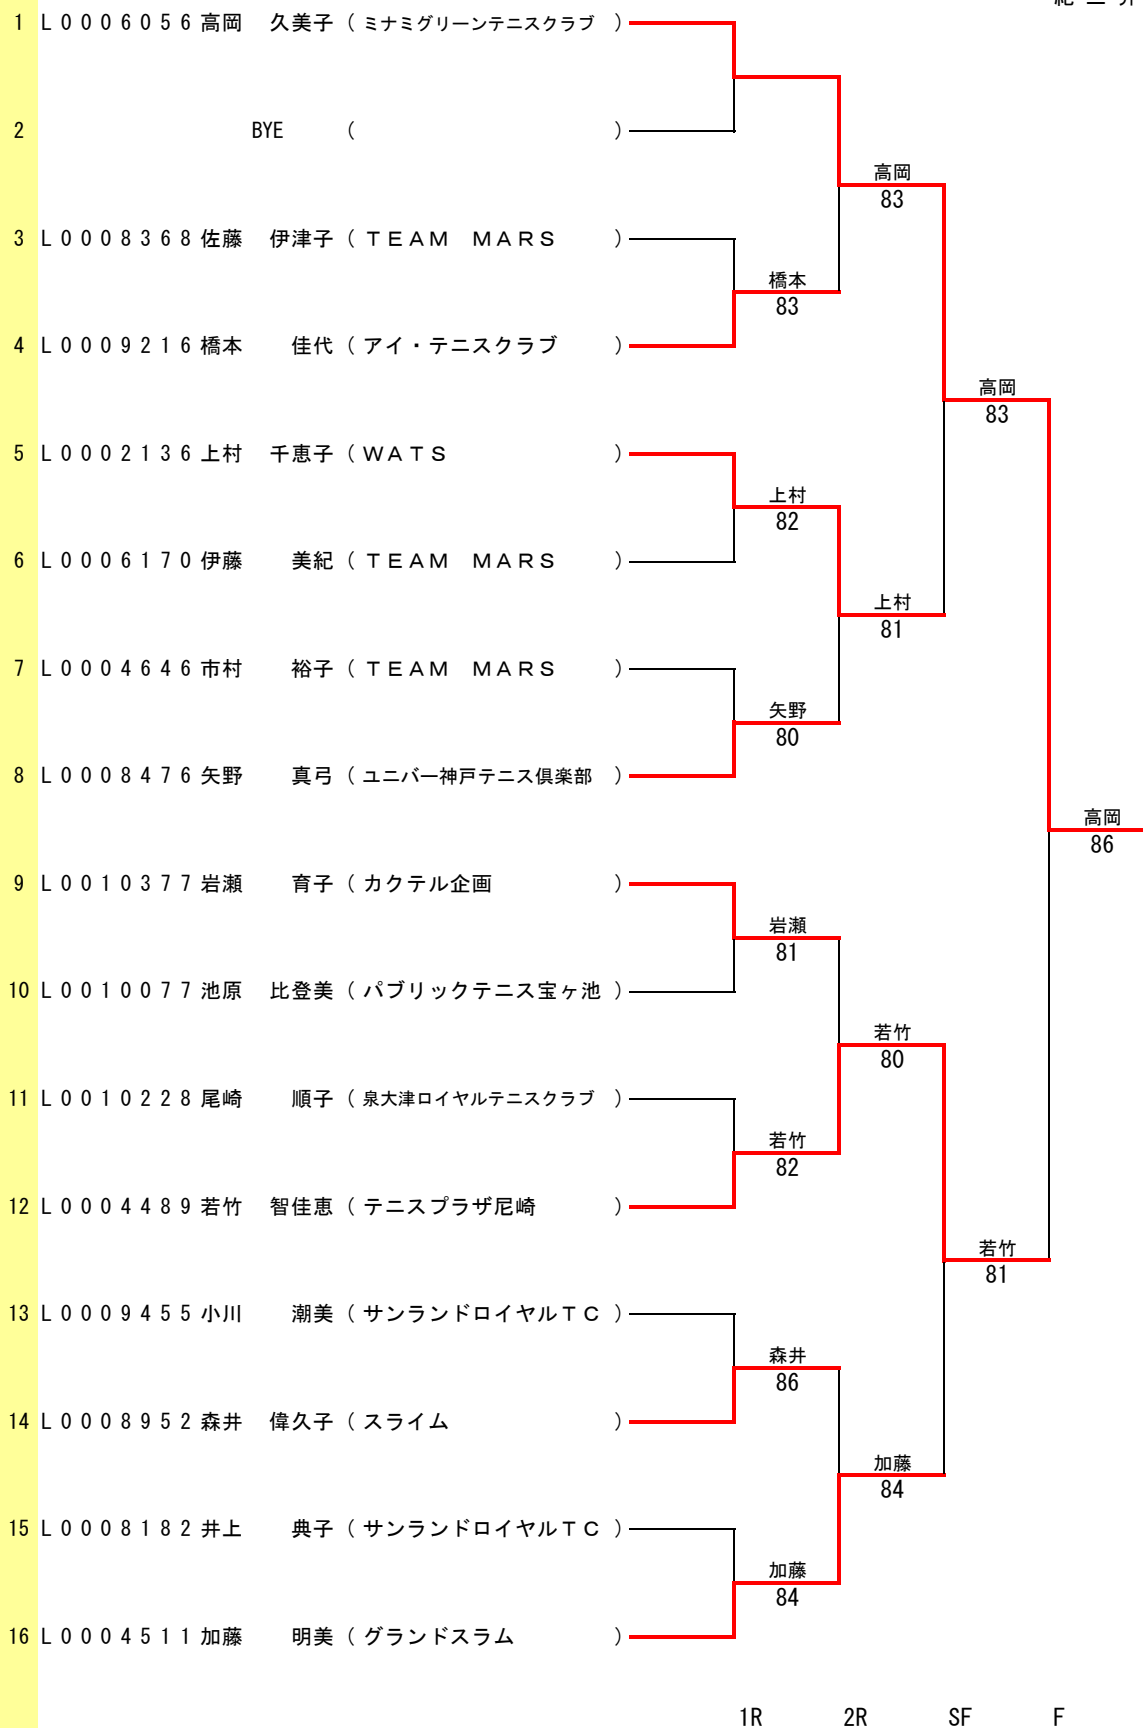 1 L0006056 高岡 久美子 ( ミナミグリーンテニスクラブ )
2 BYE ( )
高岡
83
3 L0008368 佐藤 伊津子 ( ＴＥＡＭ ＭＡＲＳ )
橋本
83
4 L0009216 橋本 佳代 ( アイ・テニスクラブ )
高岡
83
5 L0002136 上村 千恵子 ( ＷＡＴＳ )
上村
82
6 L0006170 伊藤 美紀 ( ＴＥＡＭ ＭＡＲＳ )
上村
81
7 L0004646 市村 裕子 ( ＴＥＡＭ ＭＡＲＳ )
矢野
80
8 L0008476 矢野 真弓 ( ユニバー神戸テニス倶楽部 )
高岡
86
9 L0010377 岩瀬 育子 ( カクテル企画 )
岩瀬
81
10 L0010077 池原 比登美 ( パブリックテニス宝ヶ池 )
若竹
80
11 L0010228 尾崎 順子 ( 泉大津ロイヤルテニスクラブ )
若竹
82
12 L0004489 若竹 智佳恵 ( テニスプラザ尼崎 )
若竹
81
13 L0009455 小川 潮美 ( サンランドロイヤルＴＣ )
森井
86
14 L0008952 森井 偉久子 ( スライム )
加藤
84
15 L0008182 井上 典子 ( サンランドロイヤルＴＣ )
加藤
84
16 L0004511 加藤 明美 ( グランドスラム )
1R 2R SF F